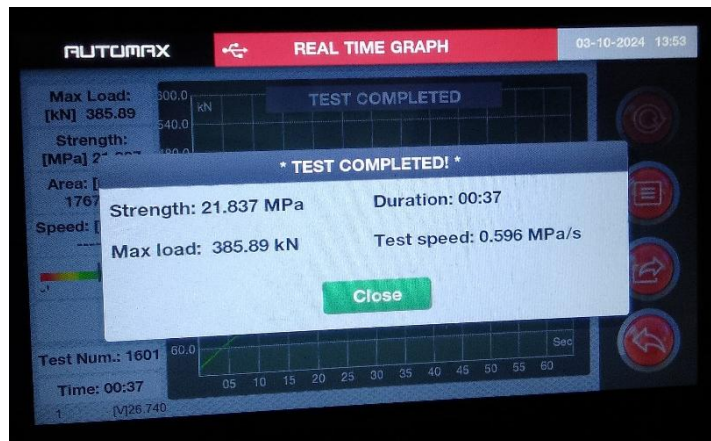 AUTOMAX REAL TIME GRAPH 03-10-2024 13:53
Max Load:
[kN] 385.89
Strength:
[MPa]
Area:
Speed:
600.0 kN
540.0
TEST COMPLETED
* TEST COMPLETED! *
Strength: 21.837 MPa Duration: 00:37
Max load: 385.89 kN Test speed: 0.596 MPa/s
Close
Test Num.: 1601
Time: 00:37
1 [V]26.740
60.0
Sec
05 10 15 20 25 30 35 40 45 50 55 60